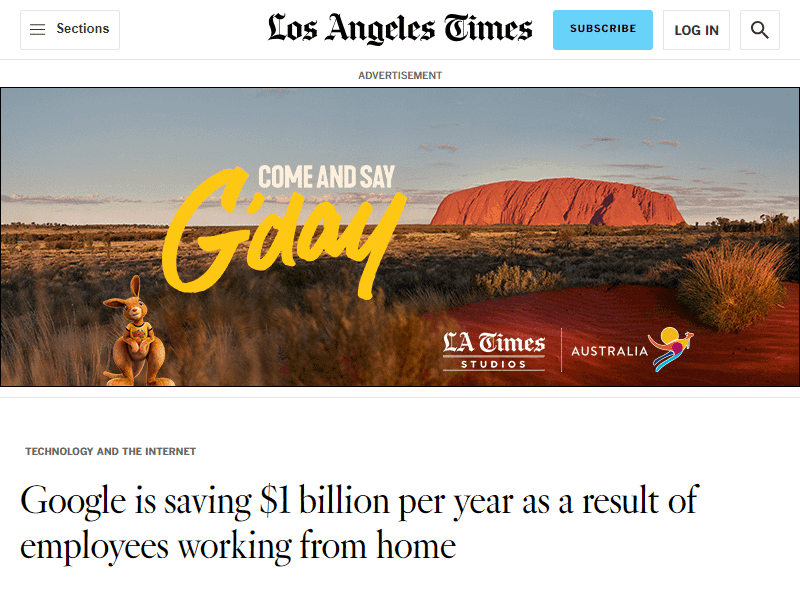 Sections
Los Angeles Times
SUBSCRIBE
LOG IN
ADVERTISEMENT
COME AND SAY
G'day
LA Times
STUDIOS
AUSTRALIA
TECHNOLOGY AND THE INTERNET
Google is saving $1 billion per year as a result of
employees working from home